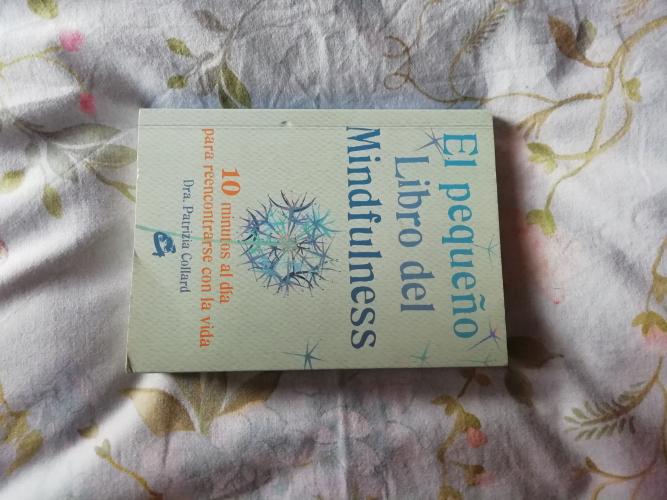 El pequeño
Libro del
Mindfulness
10 minutos al día
para reencontrarse con la vida
Dra. Patrizia Collard